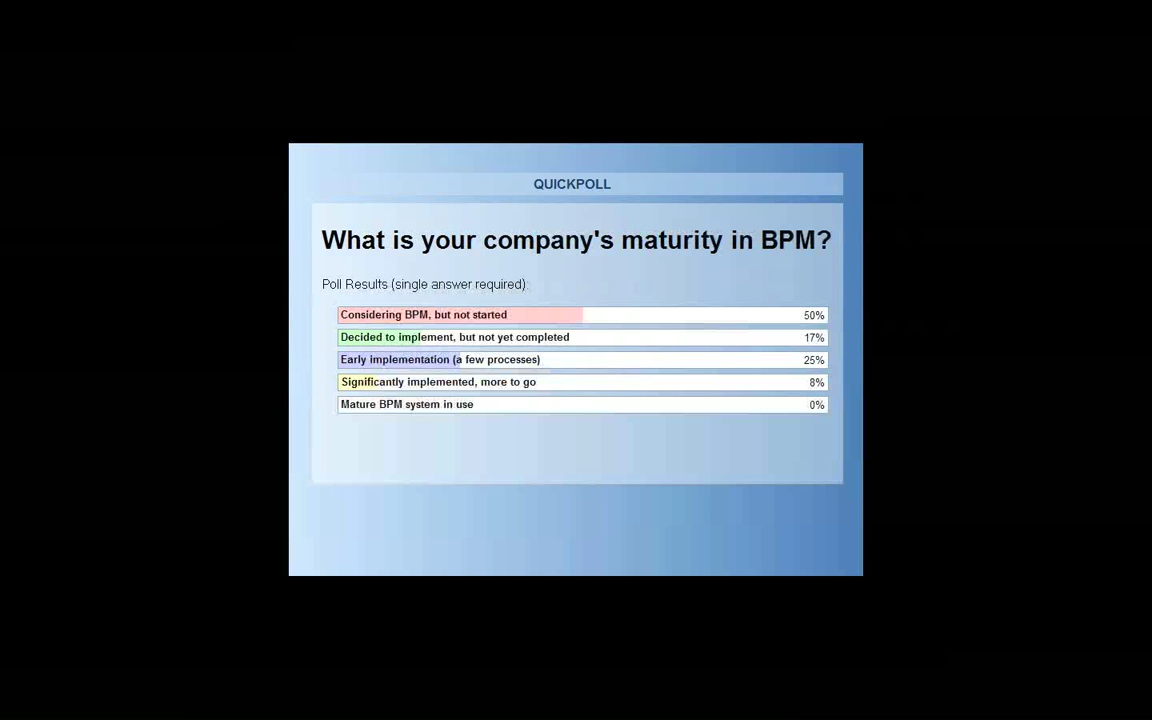 QUICKPOLL
What is your company's maturity in BPM?
Poll Results (single answer required):
Considering BPM, but not started 50%
Decided to implement, but not yet completed 17%
Early implementation (a few processes) 25%
Significantly implemented, more to go 8%
Mature BPM system in use 0%